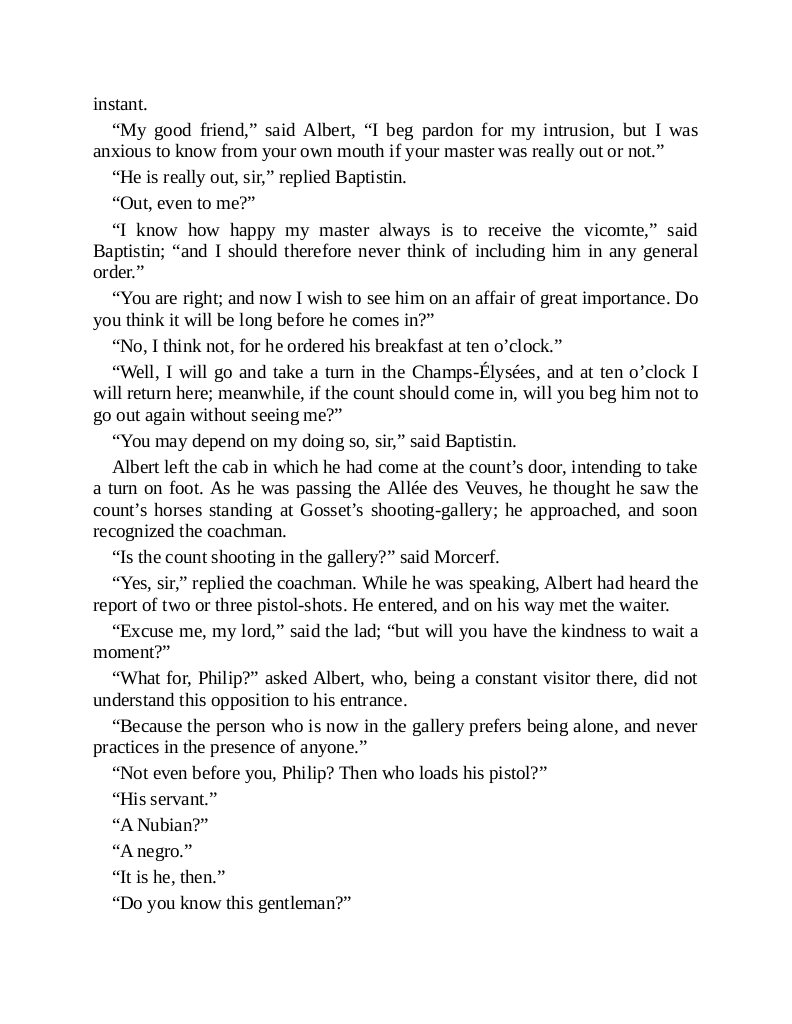 instant.
“My good friend,” said Albert, “I beg pardon for my intrusion, but I was
anxious to know from your own mouth if your master was really out or not.”
“He is really out, sir,” replied Baptistin.
“Out, even to me?”
“I know how happy my master always is to receive the vicomte,” said
Baptistin; “and I should therefore never think of including him in any general
order.”
“You are right; and now I wish to see him on an affair of great importance. Do
you think it will be long before he comes in?”
“No, I think not, for he ordered his breakfast at ten o’clock.”
“Well, I will go and take a turn in the Champs-Élysées, and at ten o’clock I
will return here; meanwhile, if the count should come in, will you beg him not to
go out again without seeing me?”
“You may depend on my doing so, sir,” said Baptistin.
Albert left the cab in which he had come at the count’s door, intending to take
a turn on foot. As he was passing the Allée des Veuves, he thought he saw the
count’s horses standing at Gosset’s shooting-gallery; he approached, and soon
recognized the coachman.
“Is the count shooting in the gallery?” said Morcerf.
“Yes, sir,” replied the coachman. While he was speaking, Albert had heard the
report of two or three pistol-shots. He entered, and on his way met the waiter.
“Excuse me, my lord,” said the lad; “but will you have the kindness to wait a
moment?”
“What for, Philip?” asked Albert, who, being a constant visitor there, did not
understand this opposition to his entrance.
“Because the person who is now in the gallery prefers being alone, and never
practices in the presence of anyone.”
“Not even before you, Philip? Then who loads his pistol?”
“His servant.”
“A Nubian?”
“A negro.”
“It is he, then.”
“Do you know this gentleman?”